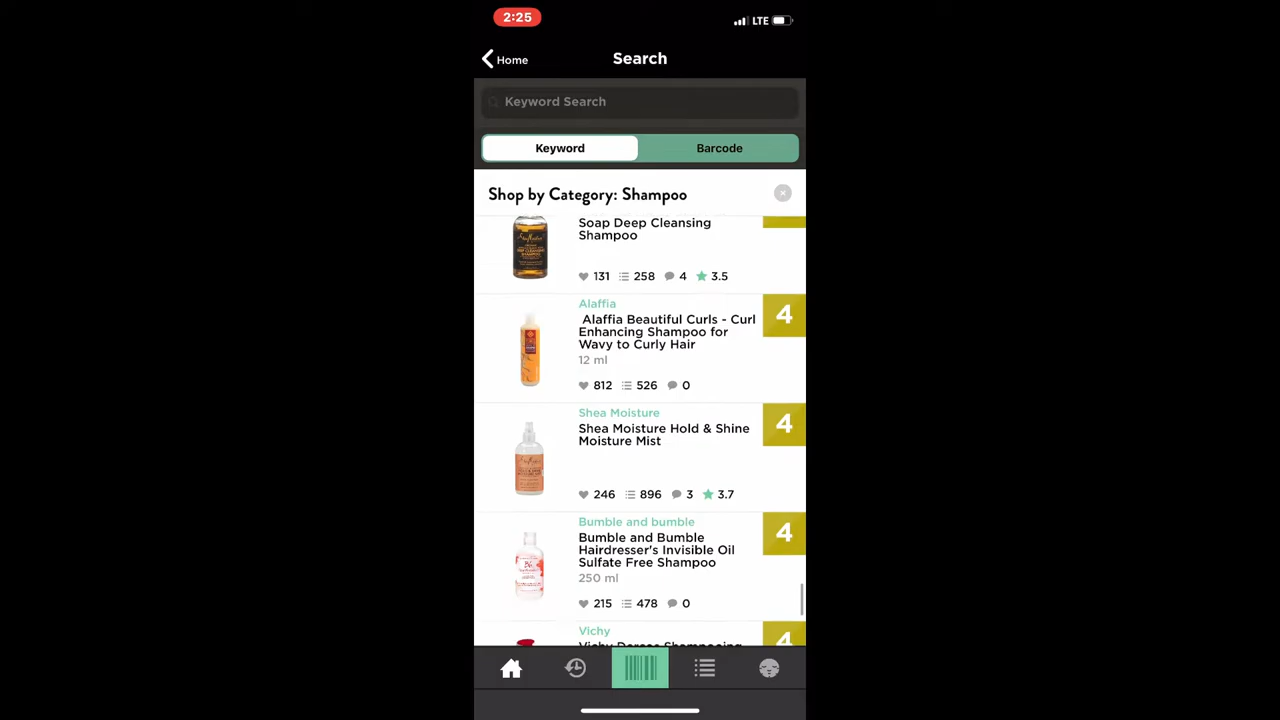 2:25
LTE
Home
Search
Keyword Search
Keyword
Barcode
Shop by Category: Shampoo
Soap Deep Cleansing
Shampoo
131 258 4 3.5
Alaffia
Alaffia Beautiful Curls - Curl
Enhancing Shampoo for
Wavy to Curly Hair
12 ml
812 526 0
4
Shea Moisture
Shea Moisture Hold & Shine
Moisture Mist
246 896 3 3.7
4
Bumble and bumble
Bumble and Bumble
Hairdresser's Invisible Oil
Sulfate Free Shampoo
250 ml
215 478 0
4
Vichy
4